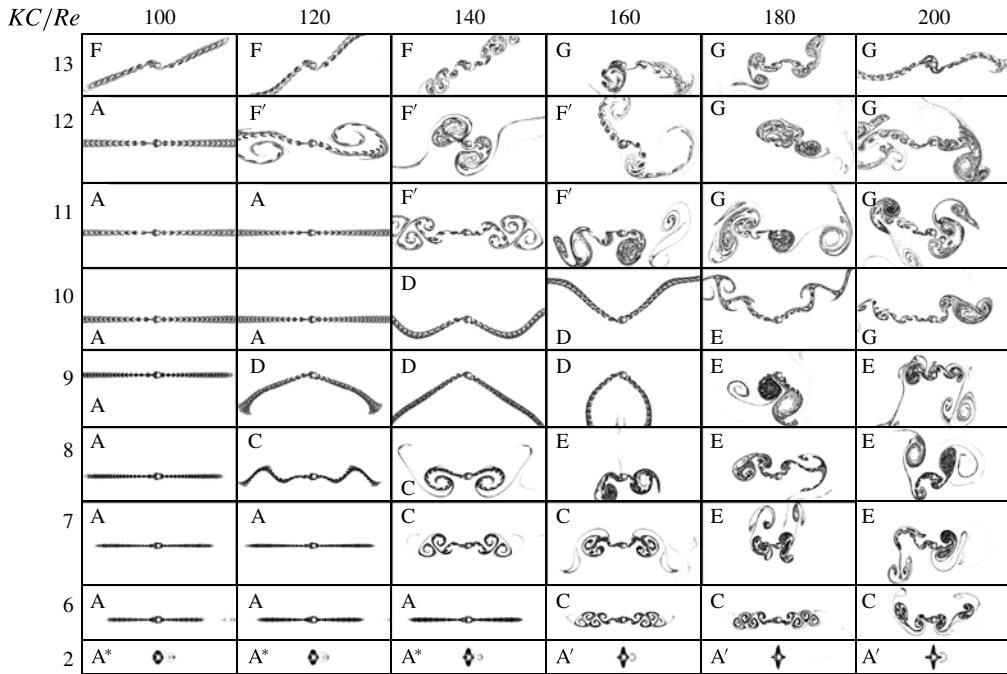 KC/Re 100 120 140 160 180 200
13 F F F G G G
12 A F′ F′ F′ G G
11 A A F′ F′ G G
10 A A D D E G
9 A D D D E E
8 A C C E E E
7 A A C C E E
6 A A A C C C
2 A* A* A* A′ A′ A′